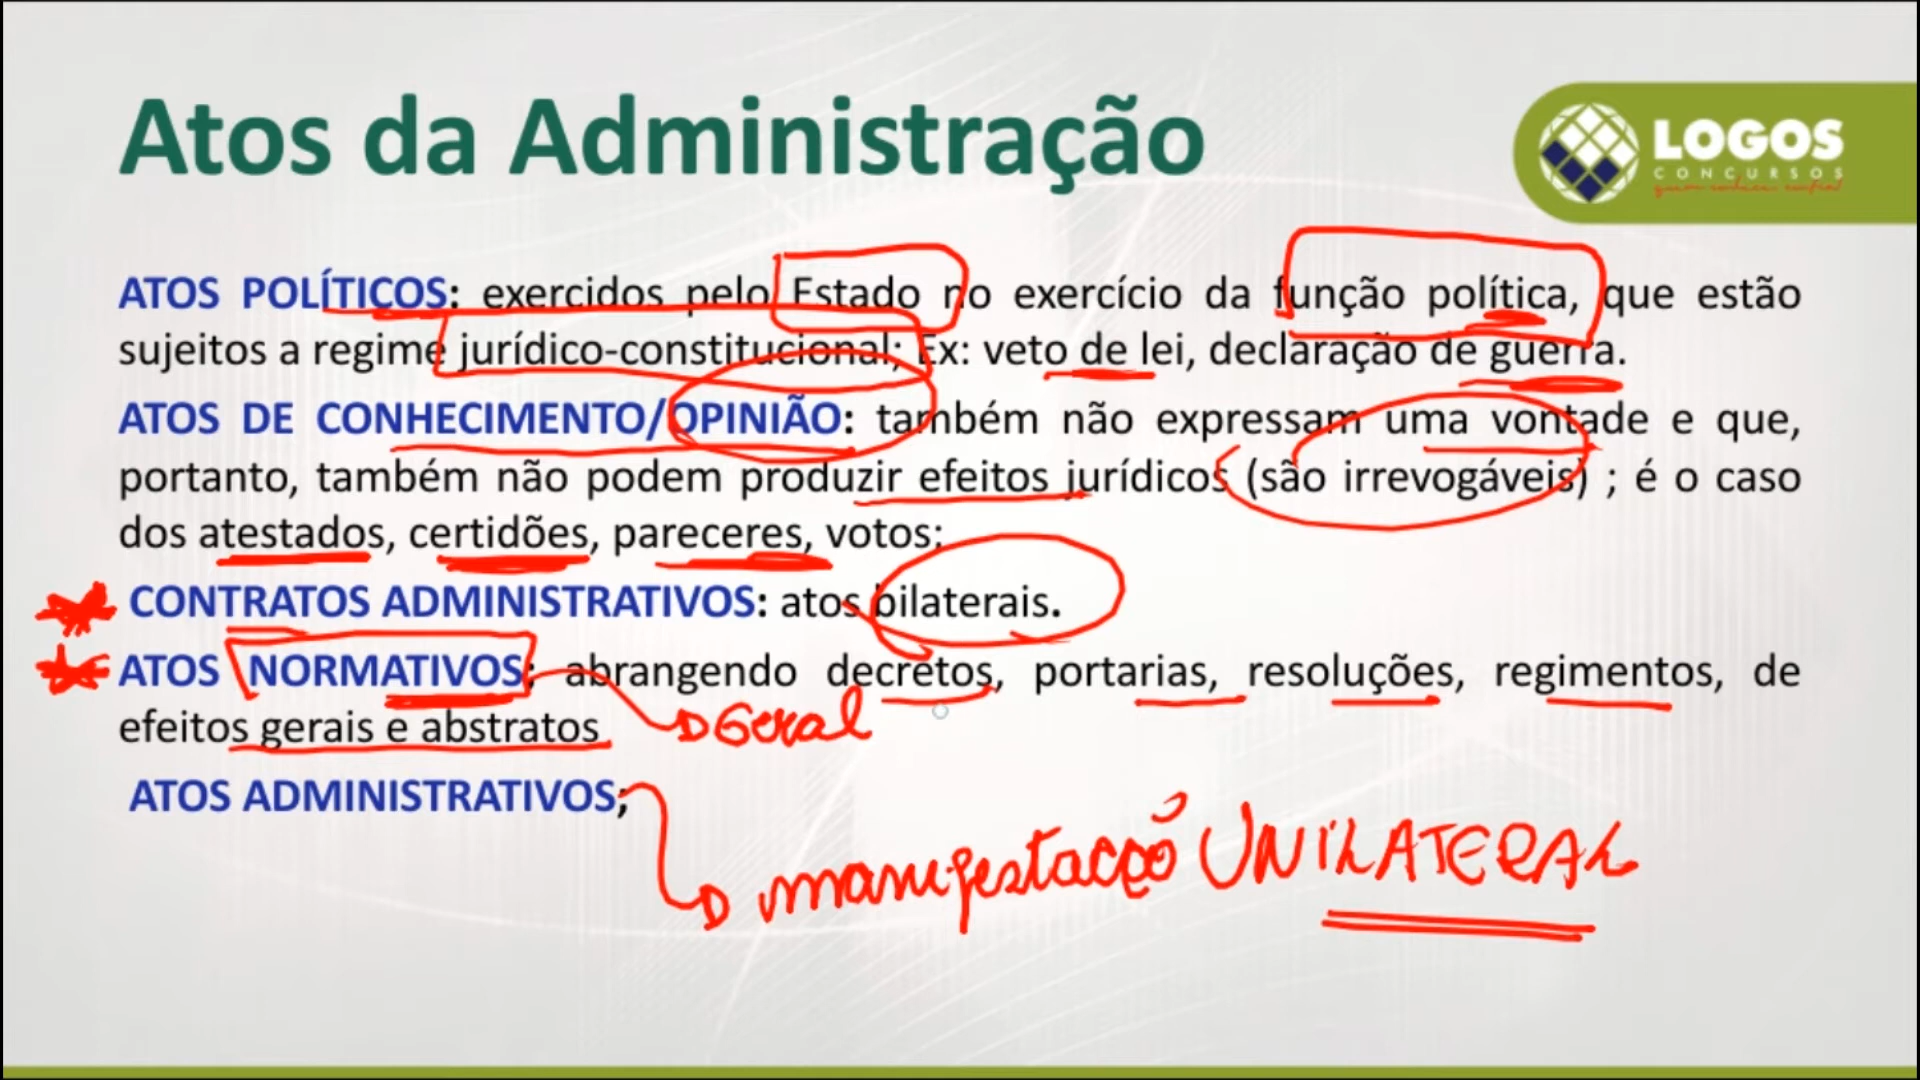 Atos da Administração
LOGOS
CONCURSOS
ATOS POLÍTICOS: exercidos pelo Estado no exercício da função política, que estão
sujeitos a regime jurídico-constitucional; Ex: veto de lei, declaração de guerra.
ATOS DE CONHECIMENTO/OPINIÃO: também não expressam uma vontade e que,
portanto, também não podem produzir efeitos jurídicos (são irrevogáveis) ; é o caso
dos atestados, certidões, pareceres, votos;
CONTRATOS ADMINISTRATIVOS: atos bilaterais.
ATOS NORMATIVOS: abrangendo decretos, portarias, resoluções, regimentos, de
efeitos gerais e abstratos
Geral
ATOS ADMINISTRATIVOS;
manifestação UNILATERAL